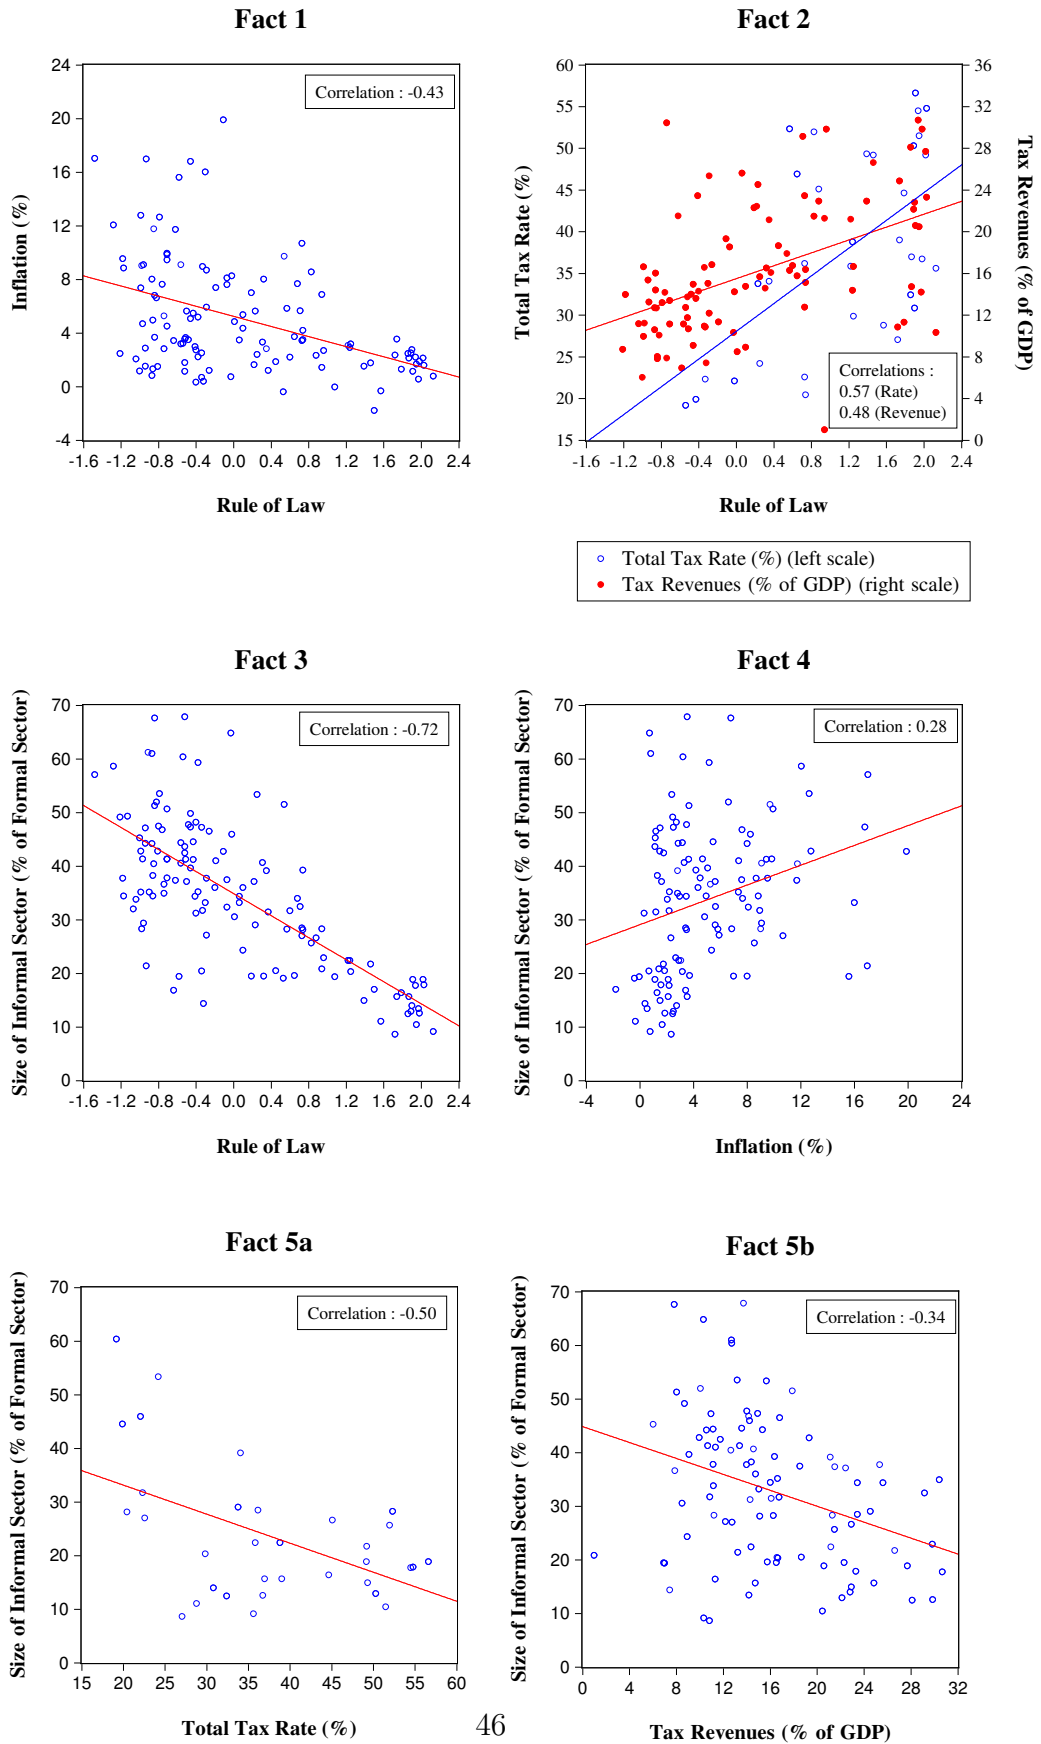 Fact 1
Correlation : -0.43
24
20
16
12
8
4
0
-4
-1.6 -1.2 -0.8 -0.4 0.0 0.4 0.8 1.2 1.6 2.0 2.4
Inflation (%)
Rule of Law
Fact 2
60
55
50
45
40
35
30
25
20
15
36
32
28
24
20
16
12
8
4
0
-1.6 -1.2 -0.8 -0.4 0.0 0.4 0.8 1.2 1.6 2.0 2.4
Total Tax Rate (%)
Tax Revenues (% of GDP)
Correlations :
0.57 (Rate)
0.48 (Revenue)
Rule of Law
Total Tax Rate (%) (left scale)
Tax Revenues (% of GDP) (right scale)
Fact 3
Correlation : -0.72
70
60
50
40
30
20
10
0
-1.6 -1.2 -0.8 -0.4 0.0 0.4 0.8 1.2 1.6 2.0 2.4
Size of Informal Sector (% of Formal Sector)
Rule of Law
Fact 4
Correlation : 0.28
70
60
50
40
30
20
10
0
-4 0 4 8 12 16 20 24
Size of Informal Sector (% of Formal Sector)
Inflation (%)
Fact 5a
Correlation : -0.50
70
60
50
40
30
20
10
0
15 20 25 30 35 40 45 50 55 60
Size of Informal Sector (% of Formal Sector)
Total Tax Rate (%)
Fact 5b
Correlation : -0.34
70
60
50
40
30
20
10
0
0 4 8 12 16 20 24 28 32
Size of Informal Sector (% of Formal Sector)
Tax Revenues (% of GDP)
46